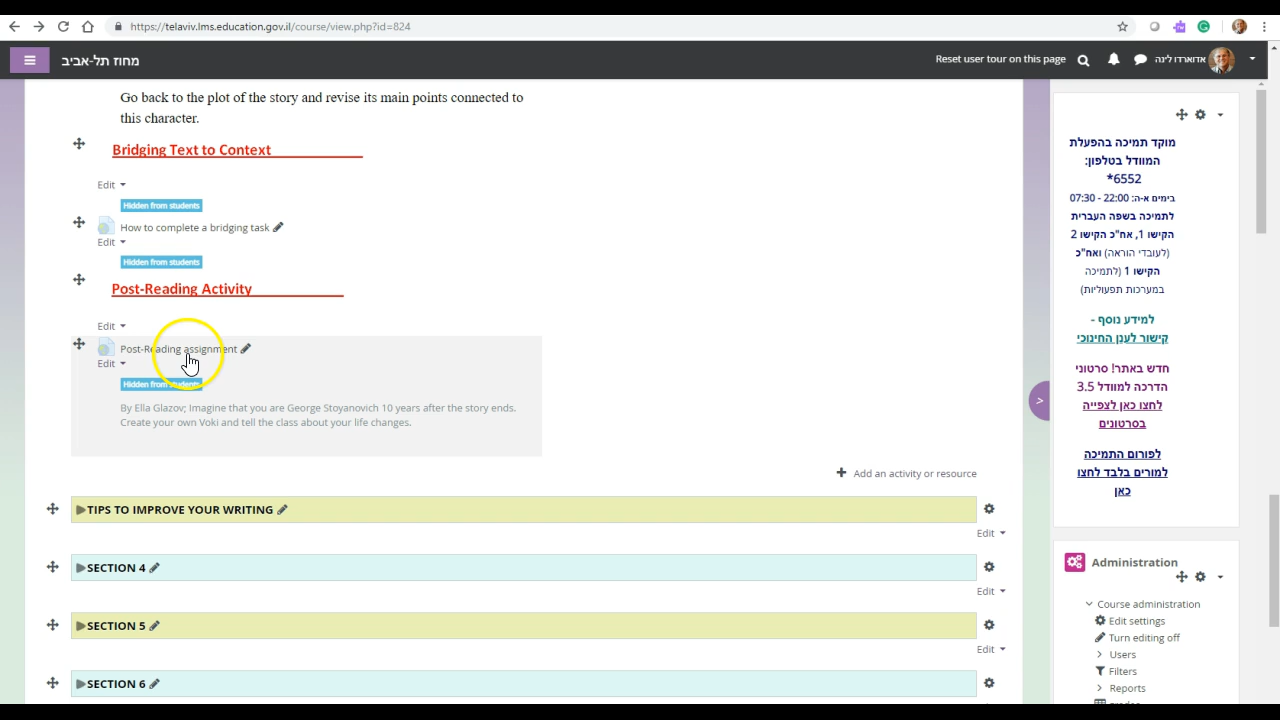 https://telaviv.lms.education.gov.il/course/view.php?id=824
מחוז תל-אביב
Reset user tour on this page
אדוארדו לינה
Go back to the plot of the story and revise its main points connected to
this character.
Bridging Text to Context
Edit
Hidden from students
How to complete a bridging task
Edit
Hidden from students
Post-Reading Activity
Edit
Post-Reading assignment
Edit
Hidden from students
By Ella Glazov; Imagine that you are George Stoyanovich 10 years after the story ends.
Create your own Voki and tell the class about your life changes.
Add an activity or resource
TIPS TO IMPROVE YOUR WRITING
Edit
SECTION 4
Edit
SECTION 5
Edit
SECTION 6
מוקד תמיכה בהפעלת
המוודל בטלפון:
6552*
בימים א-ה: 22:00 - 07:30
לתמיכה בשפה העברית
הקישו 1, אח"כ הקישו 2
(לעובדי הוראה) ואח"כ
הקישו 1 (לתמיכה
במערכות תפעוליות)
למידע נוסף -
קישור לענן החינוכי
חדש באתר! סרטוני
הדרכה למוודל 3.5
לחצו כאן לצפייה
בסרטונים
לפורום התמיכה
למורים בלבד לחצו
כאן
Administration
Course administration
Edit settings
Turn editing off
Users
Filters
Reports